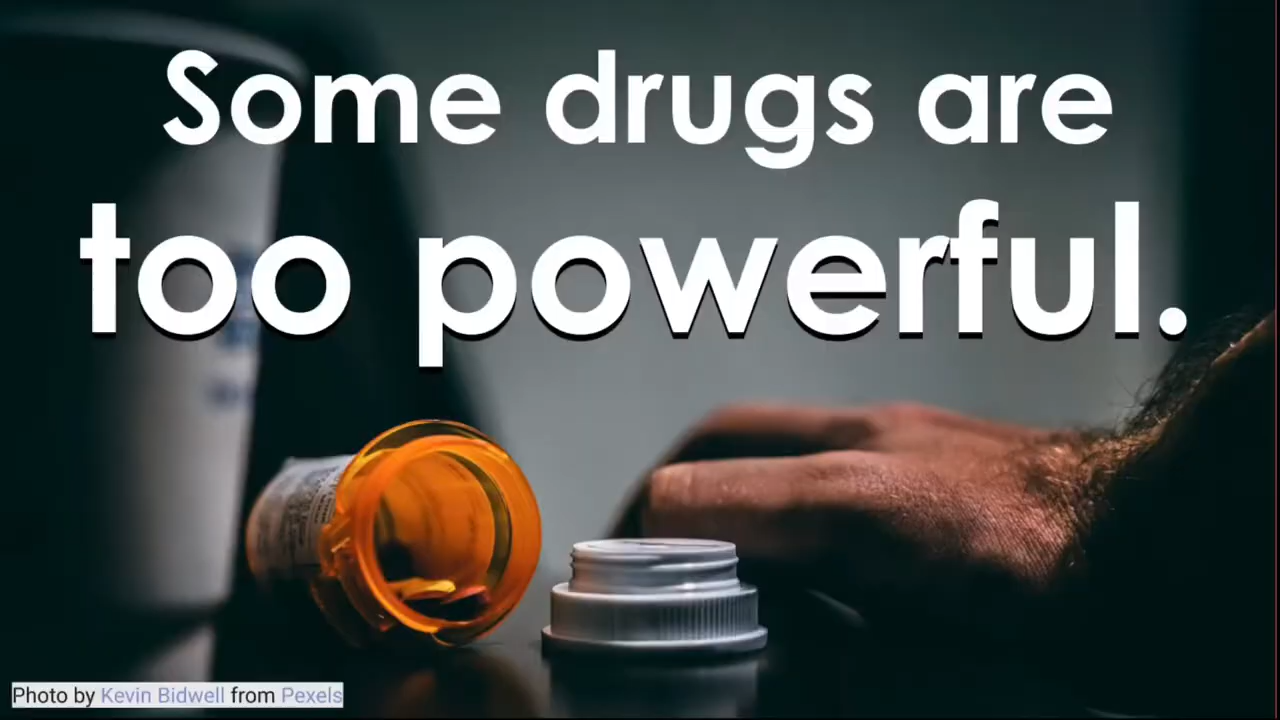 Some drugs are
too powerful.
Photo by Kevin Bidwell from Pexels